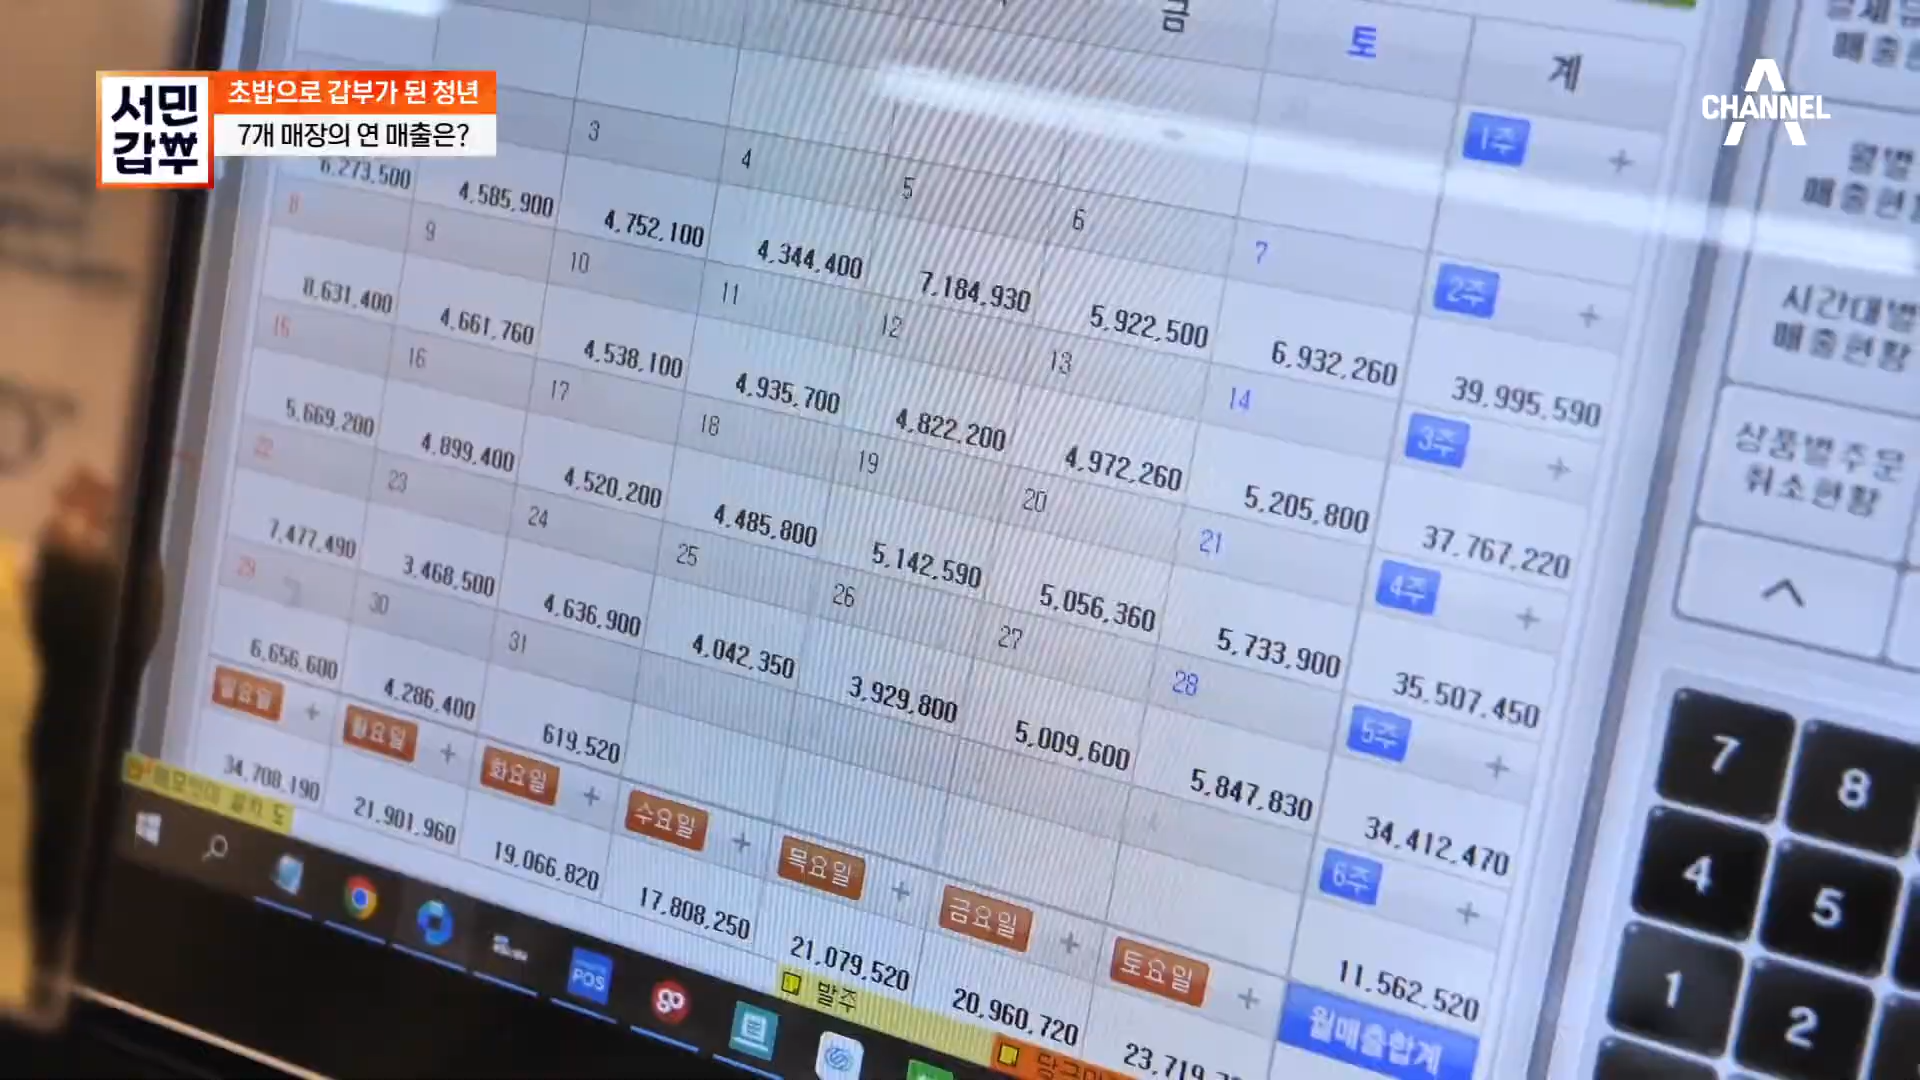 서민갑부
초밥으로 갑부가 된 청년
7개 매장의 연 매출은?
CHANNEL A
금 토 계
1주 +
3 4 5 6 7 2주 +
6,273,500 4,585,900 4,752,100 4,344,400 7,184,930 5,922,500 6,932,260 39,995,590
8 9 10 11 12 13 14 3주 +
8,631,400 4,661,760 4,538,100 4,935,700 4,822,200 4,972,260 5,205,800 37,767,220
15 16 17 18 19 20 21 4주 +
5,669,200 4,899,400 4,520,200 4,485,800 5,142,590 5,056,360 5,733,900 35,507,450
22 23 24 25 26 27 28 5주 +
7,477,490 3,468,500 4,636,900 4,042,350 3,929,800 5,009,600 5,847,830 34,412,470
29 30 31 6주 +
6,656,600 4,286,400 619,520 11,562,520
일요일 + 월요일 + 화요일 + 수요일 + 목요일 + 금요일 + 토요일 + 월매출합계
34,708,190 21,901,960 19,066,820 17,808,250 21,079,520 20,960,720
매출현
월별
매출현황
시간대별
매출현황
상품별주문
취소현황
7 8
4 5
1 2
발주
POS
go